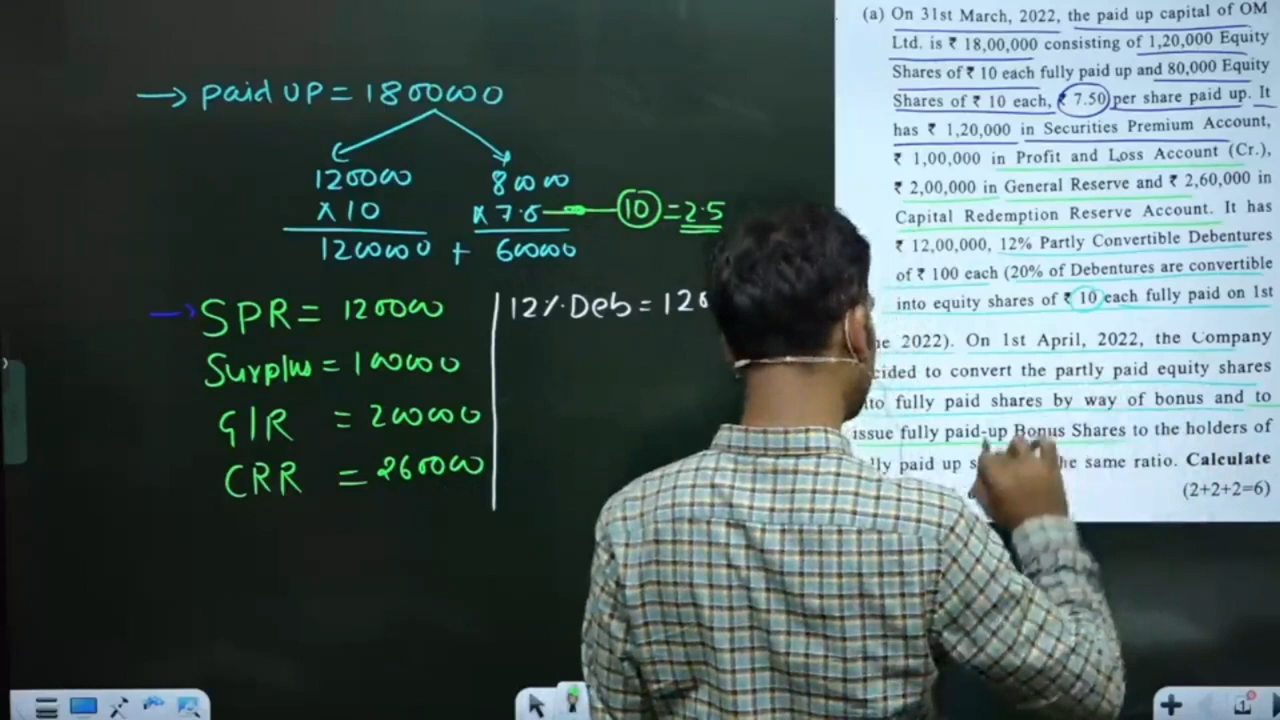 → Paid UP = 1800000
120000
× 10
1200000
+
80000
× 7.5
600000
10 = 2.5
→ SPR = 120000
Surplus = 100000
G/R = 200000
CRR = 260000
12% Deb = 120
(a) On 31st March, 2022, the paid up capital of OM
Ltd. is ₹ 18,00,000 consisting of 1,20,000 Equity
Shares of ₹ 10 each fully paid up and 80,000 Equity
Shares of ₹ 10 each, ₹ 7.50 per share paid up. It
has ₹ 1,20,000 in Securities Premium Account,
₹ 1,00,000 in Profit and Loss Account (Cr.),
₹ 2,00,000 in General Reserve and ₹ 2,60,000 in
Capital Redemption Reserve Account. It has
₹ 12,00,000, 12% Partly Convertible Debentures
of ₹ 100 each (20% of Debentures are convertible
into equity shares of ₹ 10 each fully paid on 1st
2022). On 1st April, 2022, the Company
to convert the partly paid equity shares
fully paid shares by way of bonus and to
issue fully paid-up Bonus Shares to the holders of
paid up same ratio. Calculate
(2+2+2=6)
1